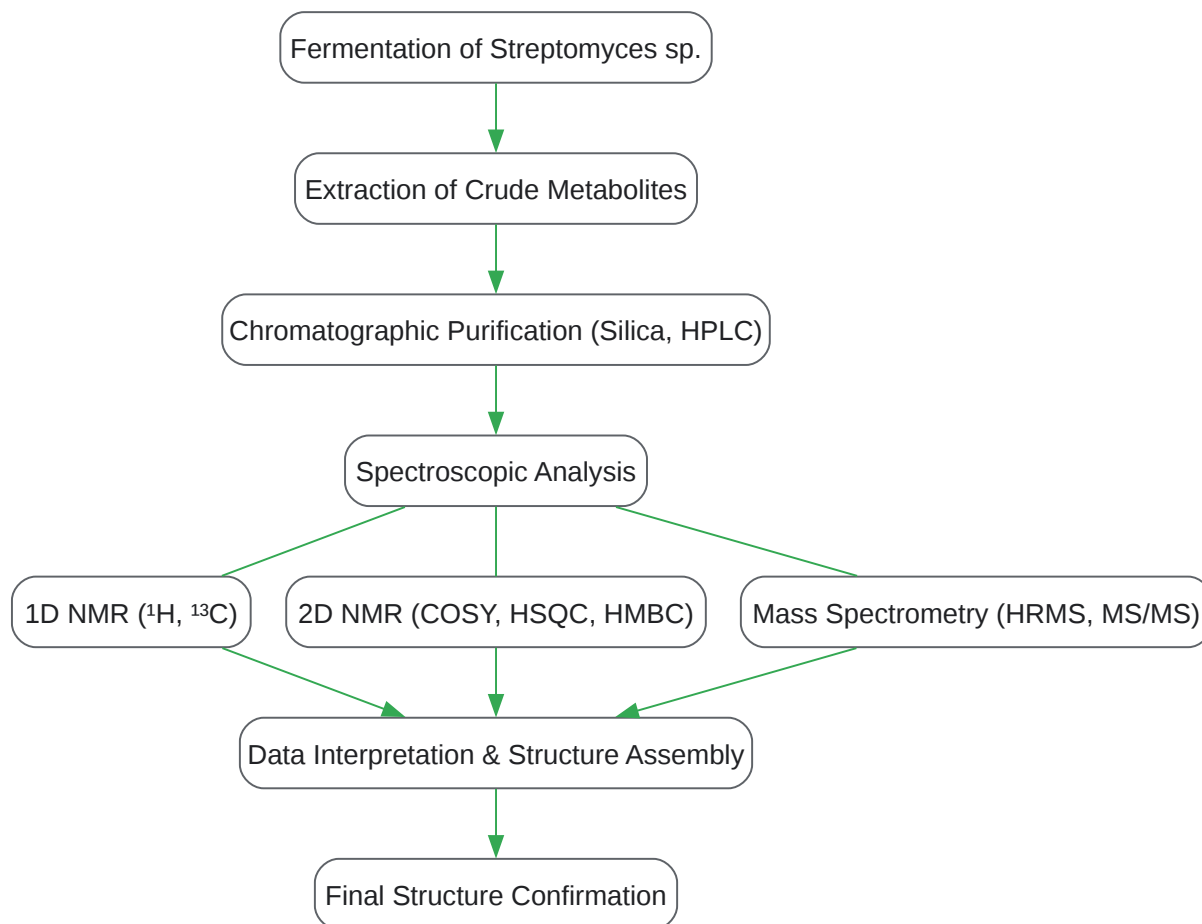 Fermentation of Streptomyces sp.
Extraction of Crude Metabolites
Chromatographic Purification (Silica, HPLC)
Spectroscopic Analysis
1D NMR (¹H, ¹³C)
2D NMR (COSY, HSQC, HMBC)
Mass Spectrometry (HRMS, MS/MS)
Data Interpretation & Structure Assembly
Final Structure Confirmation